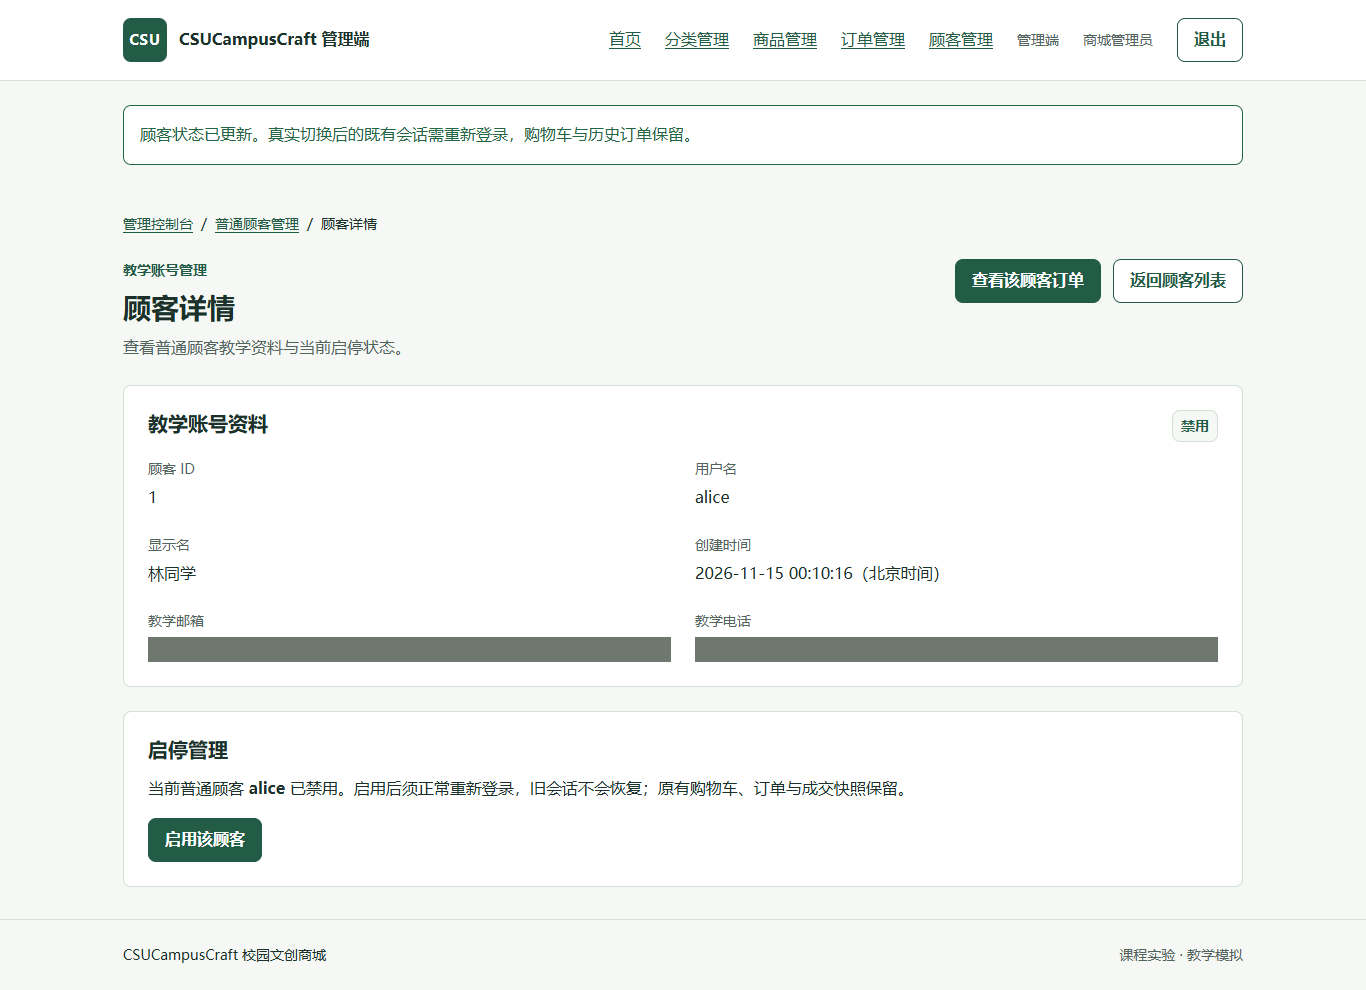 CSU CSUCampusCraft 管理端 首页 分类管理 商品管理 订单管理 顾客管理 管理端 商城管理员 退出
顾客状态已更新。真实切换后的既有会话需重新登录，购物车与历史订单保留。
管理控制台 / 普通顾客管理 / 顾客详情
教学账号管理
顾客详情
查看普通顾客教学资料与当前启停状态。
查看该顾客订单 返回顾客列表
教学账号资料 禁用
顾客 ID 用户名
1 alice
显示名 创建时间
林同学 2026-11-15 00:10:16（北京时间）
教学邮箱 教学电话
启停管理
当前普通顾客 alice 已禁用。启用后须正常重新登录，旧会话不会恢复；原有购物车、订单与成交快照保留。
启用该顾客
CSUCampusCraft 校园文创商城 课程实验 · 教学模拟